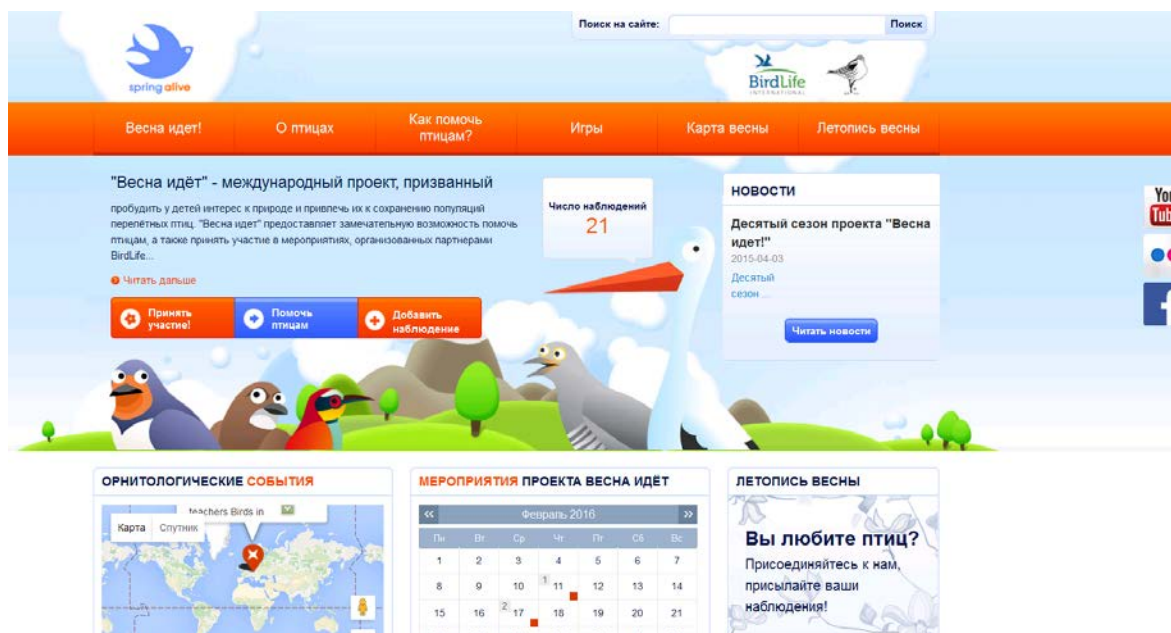 Поиск на сайте:
Поиск
spring alive
BirdLife
INTERNATIONAL
Весна идет!
О птицах
Как помочь
птицам?
Игры
Карта весны
Летопись весны
"Весна идёт" - международный проект, призванный
пробудить у детей интерес к природе и привлечь их к сохранению популяций
перелётных птиц. "Весна идет" предоставляет замечательную возможность помочь
птицам, а также принять участие в мероприятиях, организованных партнерами
BirdLife...
Читать дальше
Принять
участие!
Помочь
птицам
Добавить
наблюдение
Число наблюдений
21
НОВОСТИ
Десятый сезон проекта "Весна
идет!"
2015-04-03
Десятый
сезон ...
Читать новости
You
Tub
f
ОРНИТОЛОГИЧЕСКИЕ СОБЫТИЯ
teachers Birds in
Карта Спутник
МЕРОПРИЯТИЯ ПРОЕКТА ВЕСНА ИДЁТ
<< Февраль 2016 >>
Пн Вт Ср Чт Пт Сб Вс
1 2 3 4 5 6 7
8 9 10 1 11 12 13 14
15 16 2 17 18 19 20 21
ЛЕТОПИСЬ ВЕСНЫ
Вы любите птиц?
Присоединяйтесь к нам,
присылайте ваши
наблюдения!